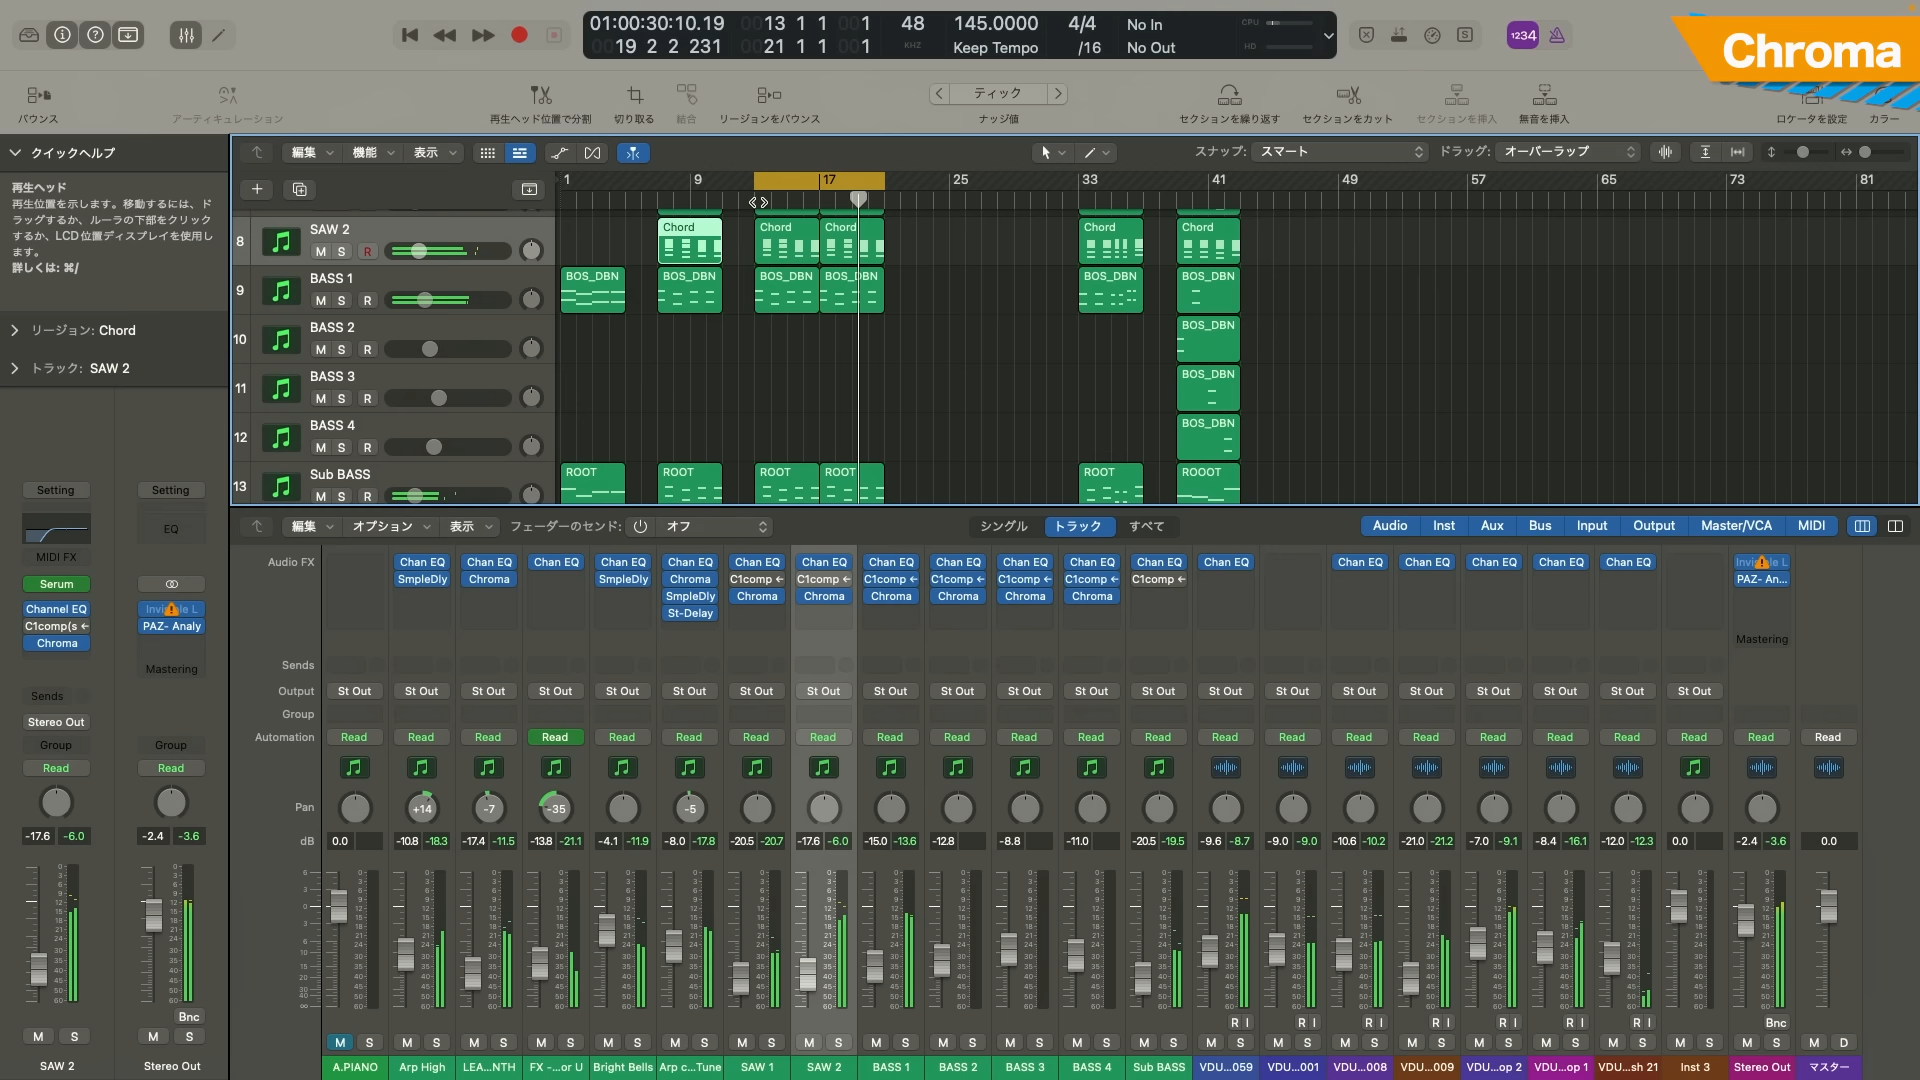 01:00:30:10.19
0013 1 1 001
48
145.0000
4/4
No In
CPU
0019 2 2 231
0021 1 1 001
KHZ
Keep Tempo
/16
No Out
HD
1234
Chroma
バウンス
アーティキュレーション
再生ヘッド位置で分割
切り取る
結合
リージョンをバウンス
ティック
ナッジ値
セクションを繰り返す
セクションをカット
セクションを挿入
無音を挿入
ロケータを設定
カラー
クイックヘルプ
再生ヘッド
再生位置を示します。移動するには、ド
ラッグするか、ルーラの下部をクリック
するか、LCD位置ディスプレイを使用し
ます。
詳しくは: ⌘/
リージョン: Chord
トラック: SAW 2
編集
機能
表示
スナップ: スマート
ドラッグ: オーバーラップ
1 9 17 25 33 41 49 57 65 73 81
8 SAW 2
M S R
Chord Chord Chord Chord Chord
9 BASS 1
M S R
BOS_DBN BOS_DBN BOS_DBN BOS_DBN BOS_DBN BOS_DBN
10 BASS 2
M S R
BOS_DBN
11 BASS 3
M S R
BOS_DBN
12 BASS 4
M S R
BOS_DBN
13 Sub BASS
M S R
ROOT ROOT ROOT ROOT ROOT ROOOT
Setting Setting
EQ
MIDI FX
Serum
Channel EQ
C1comp(s
PAZ- Analy
Chroma
Mastering
Sends
Stereo Out
Group Group
Read Read
-17.6 -6.0 -2.4 -3.6
Bnc
M S M S
SAW 2 Stereo Out
編集 オプション 表示 フェーダーのセンド: オフ
シングル トラック すべて
Audio Inst Aux Bus Input Output Master/VCA MIDI
Audio FX Chan EQ Chan EQ Chan EQ Chan EQ Chan EQ Chan EQ Chan EQ Chan EQ Chan EQ Chan EQ Chan EQ Chan EQ Chan EQ Chan EQ Chan EQ Chan EQ Chan EQ Chan EQ
SmpleDly Chroma SmpleDly Chroma C1comp C1comp C1comp C1comp C1comp C1comp C1comp PAZ- An...
SmpleDly Chroma Chroma Chroma Chroma Chroma Chroma
St-Delay
Mastering
Sends
Output St Out St Out St Out St Out St Out St Out St Out St Out St Out St Out St Out St Out St Out St Out St Out St Out St Out St Out St Out St Out St Out
Group
Automation Read Read Read Read Read Read Read Read Read Read Read Read Read Read Read Read Read Read Read Read Read Read Read
Pan +14 -7 -35 -5
dB 0.0 -10.8 -18.3 -17.4 -11.5 -13.8 -21.1 -4.1 -11.9 -8.0 -17.8 -20.5 -20.7 -17.6 -6.0 -15.0 -13.6 -12.8 -8.8 -11.0 -20.5 -19.5 -9.6 -8.7 -9.0 -9.0 -10.6 -10.2 -21.0 -21.2 -7.0 -9.1 -8.4 -16.1 -12.0 -12.3 0.0 -2.4 -3.6 0.0
R I R I R I R I R I R I R I Bnc
M S M S M S M S M S M S M S M S M S M S M S M S M S M S M S M S M S M S M S M S M S M S M D
A.PIANO Arp High LEA...NTH FX -...or U Bright Bells Arp c...Tune SAW 1 SAW 2 BASS 1 BASS 2 BASS 3 BASS 4 Sub BASS VDU...059 VDU...001 VDU...008 VDU...009 VDU...op 2 VDU...op 1 VDU...sh 21 Inst 3 Stereo Out マスター